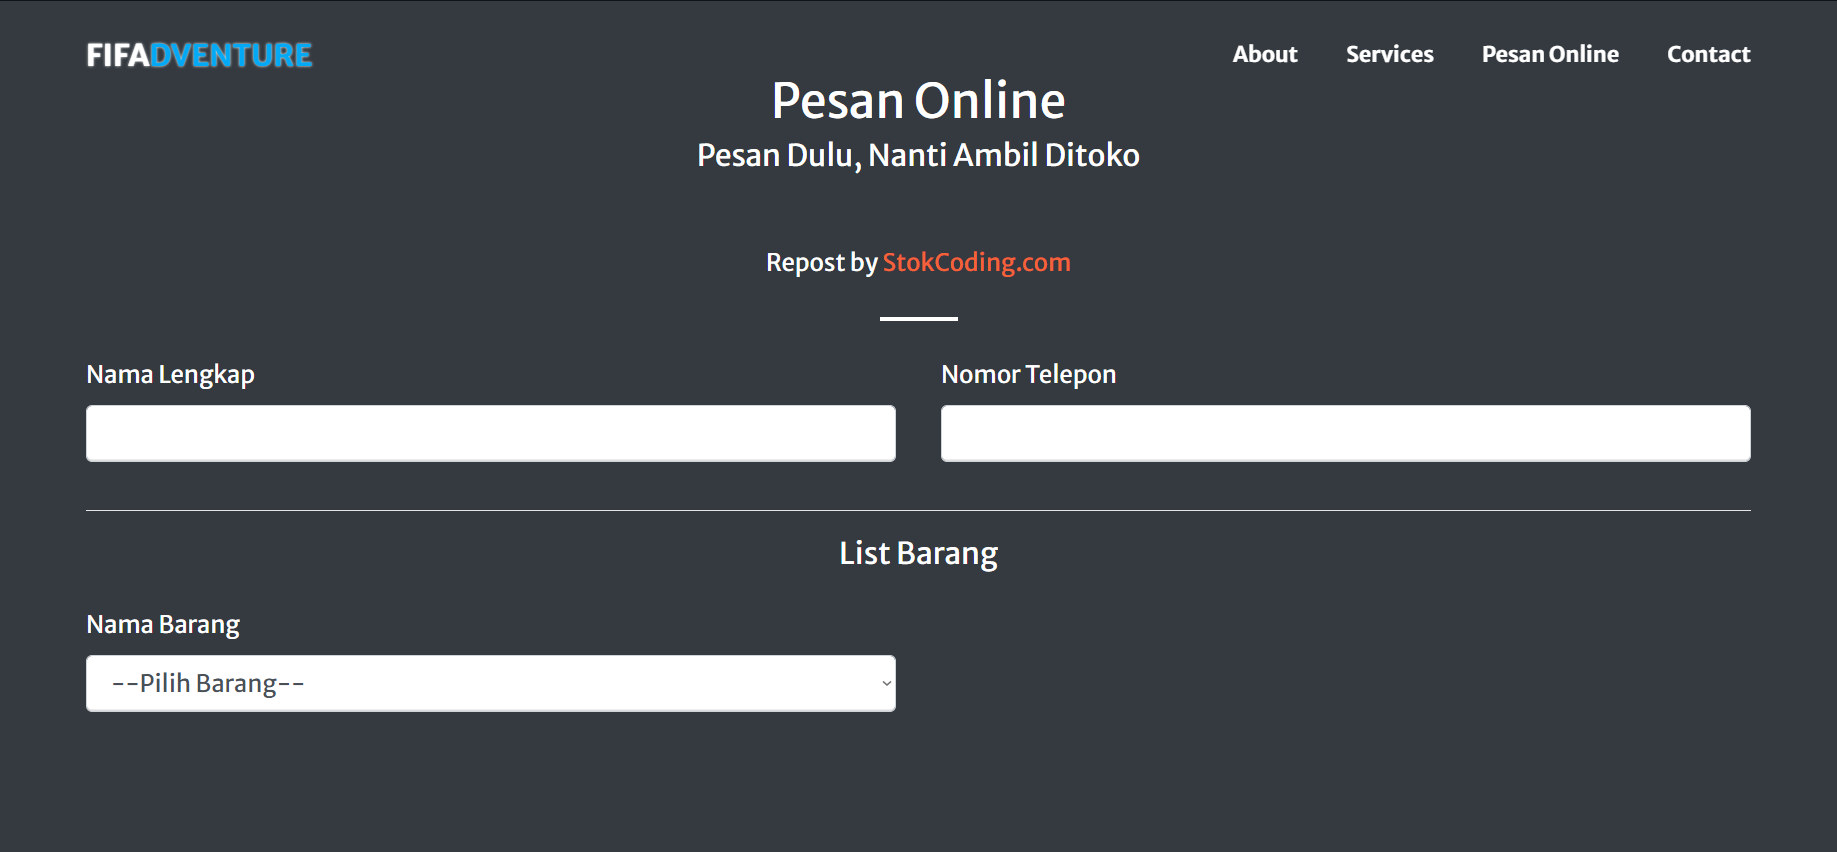 FIFADVENTURE
About Services Pesan Online Contact
Pesan Online
Pesan Dulu, Nanti Ambil Ditoko
Repost by StokCoding.com
Nama Lengkap
Nomor Telepon
List Barang
Nama Barang
--Pilih Barang--